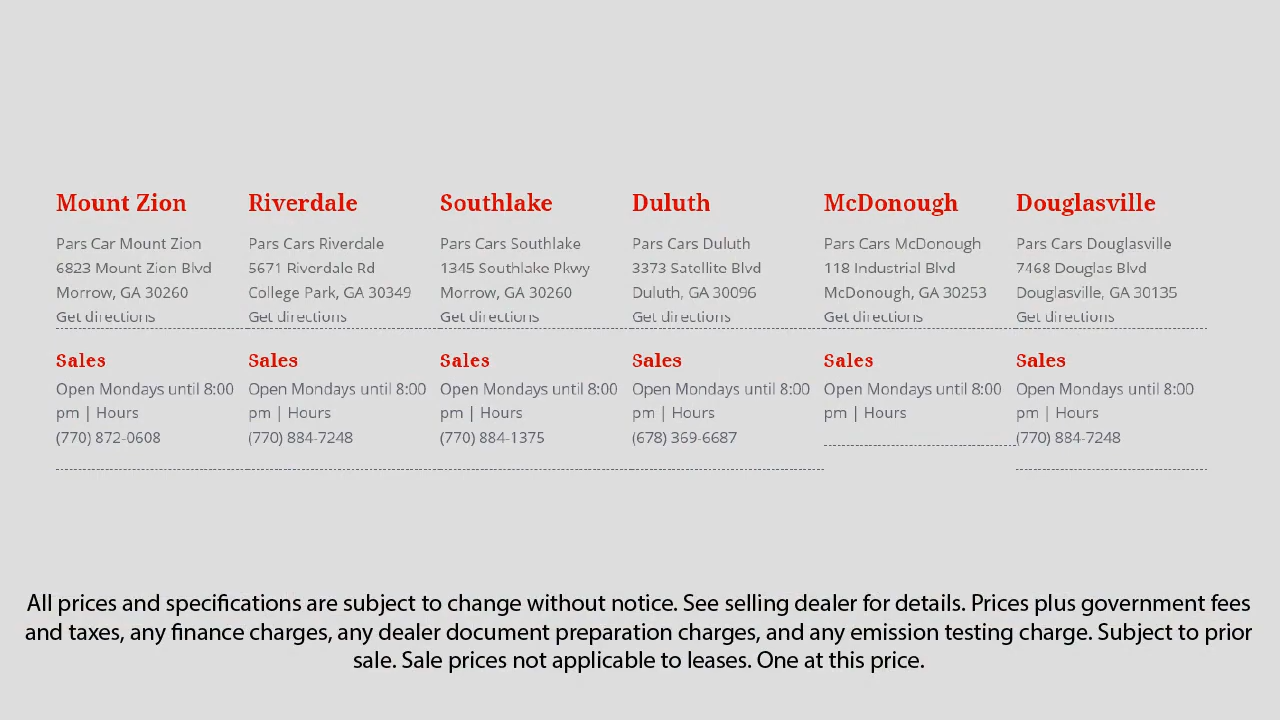 Mount Zion
Pars Car Mount Zion
6823 Mount Zion Blvd
Morrow, GA 30260
Get directions
Sales
Open Mondays until 8:00
pm | Hours
(770) 872-0608
Riverdale
Pars Cars Riverdale
5671 Riverdale Rd
College Park, GA 30349
Get directions
Sales
Open Mondays until 8:00
pm | Hours
(770) 884-7248
Southlake
Pars Cars Southlake
1345 Southlake Pkwy
Morrow, GA 30260
Get directions
Sales
Open Mondays until 8:00
pm | Hours
(770) 884-1375
Duluth
Pars Cars Duluth
3373 Satellite Blvd
Duluth, GA 30096
Get directions
Sales
Open Mondays until 8:00
pm | Hours
(678) 369-6687
McDonough
Pars Cars McDonough
118 Industrial Blvd
McDonough, GA 30253
Get directions
Sales
Open Mondays until 8:00
pm | Hours
Douglasville
Pars Cars Douglasville
7468 Douglas Blvd
Douglasville, GA 30135
Get directions
Sales
Open Mondays until 8:00
pm | Hours
(770) 884-7248
All prices and specifications are subject to change without notice. See selling dealer for details. Prices plus government fees
and taxes, any finance charges, any dealer document preparation charges, and any emission testing charge. Subject to prior
sale. Sale prices not applicable to leases. One at this price.